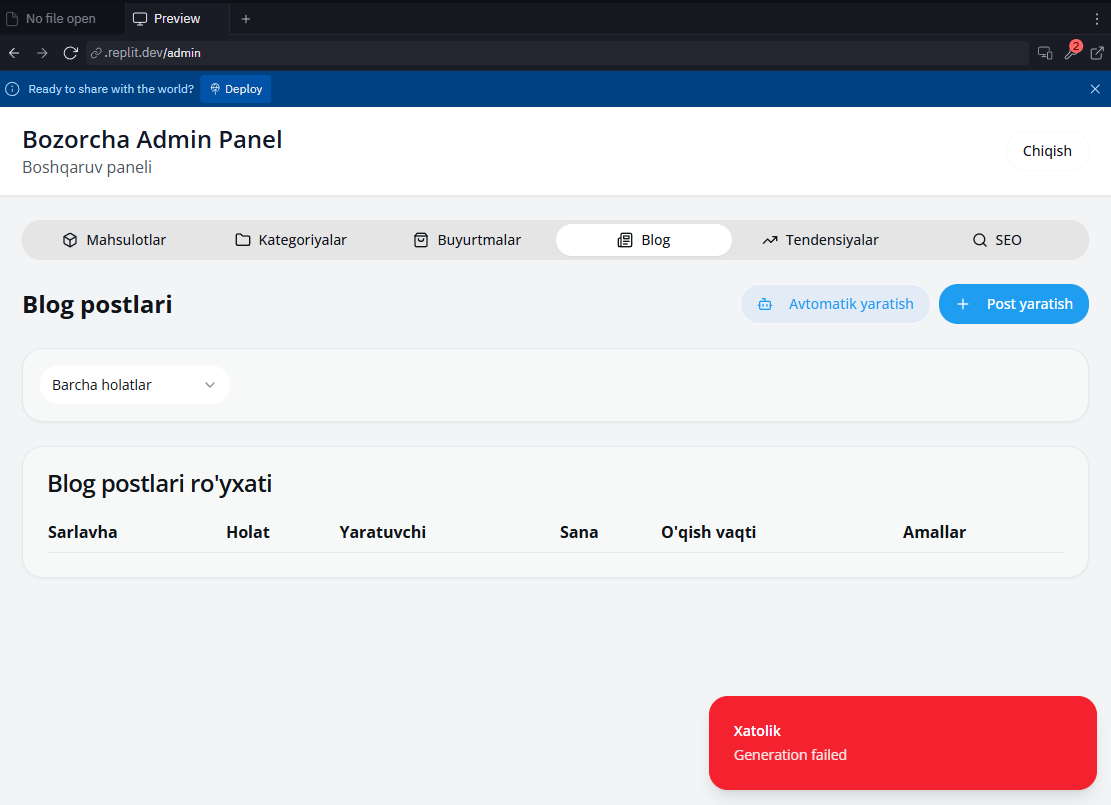 No file open
Preview
.replit.dev/admin
2
Ready to share with the world?
Deploy
Bozorcha Admin Panel
Boshqaruv paneli
Chiqish
Mahsulotlar
Kategoriyalar
Buyurtmalar
Blog
Tendensiyalar
SEO
Blog postlari
Avtomatik yaratish
Post yaratish
Barcha holatlar
Blog postlari ro'yxati
Sarlavha
Holat
Yaratuvchi
Sana
O'qish vaqti
Amallar
Xatolik
Generation failed